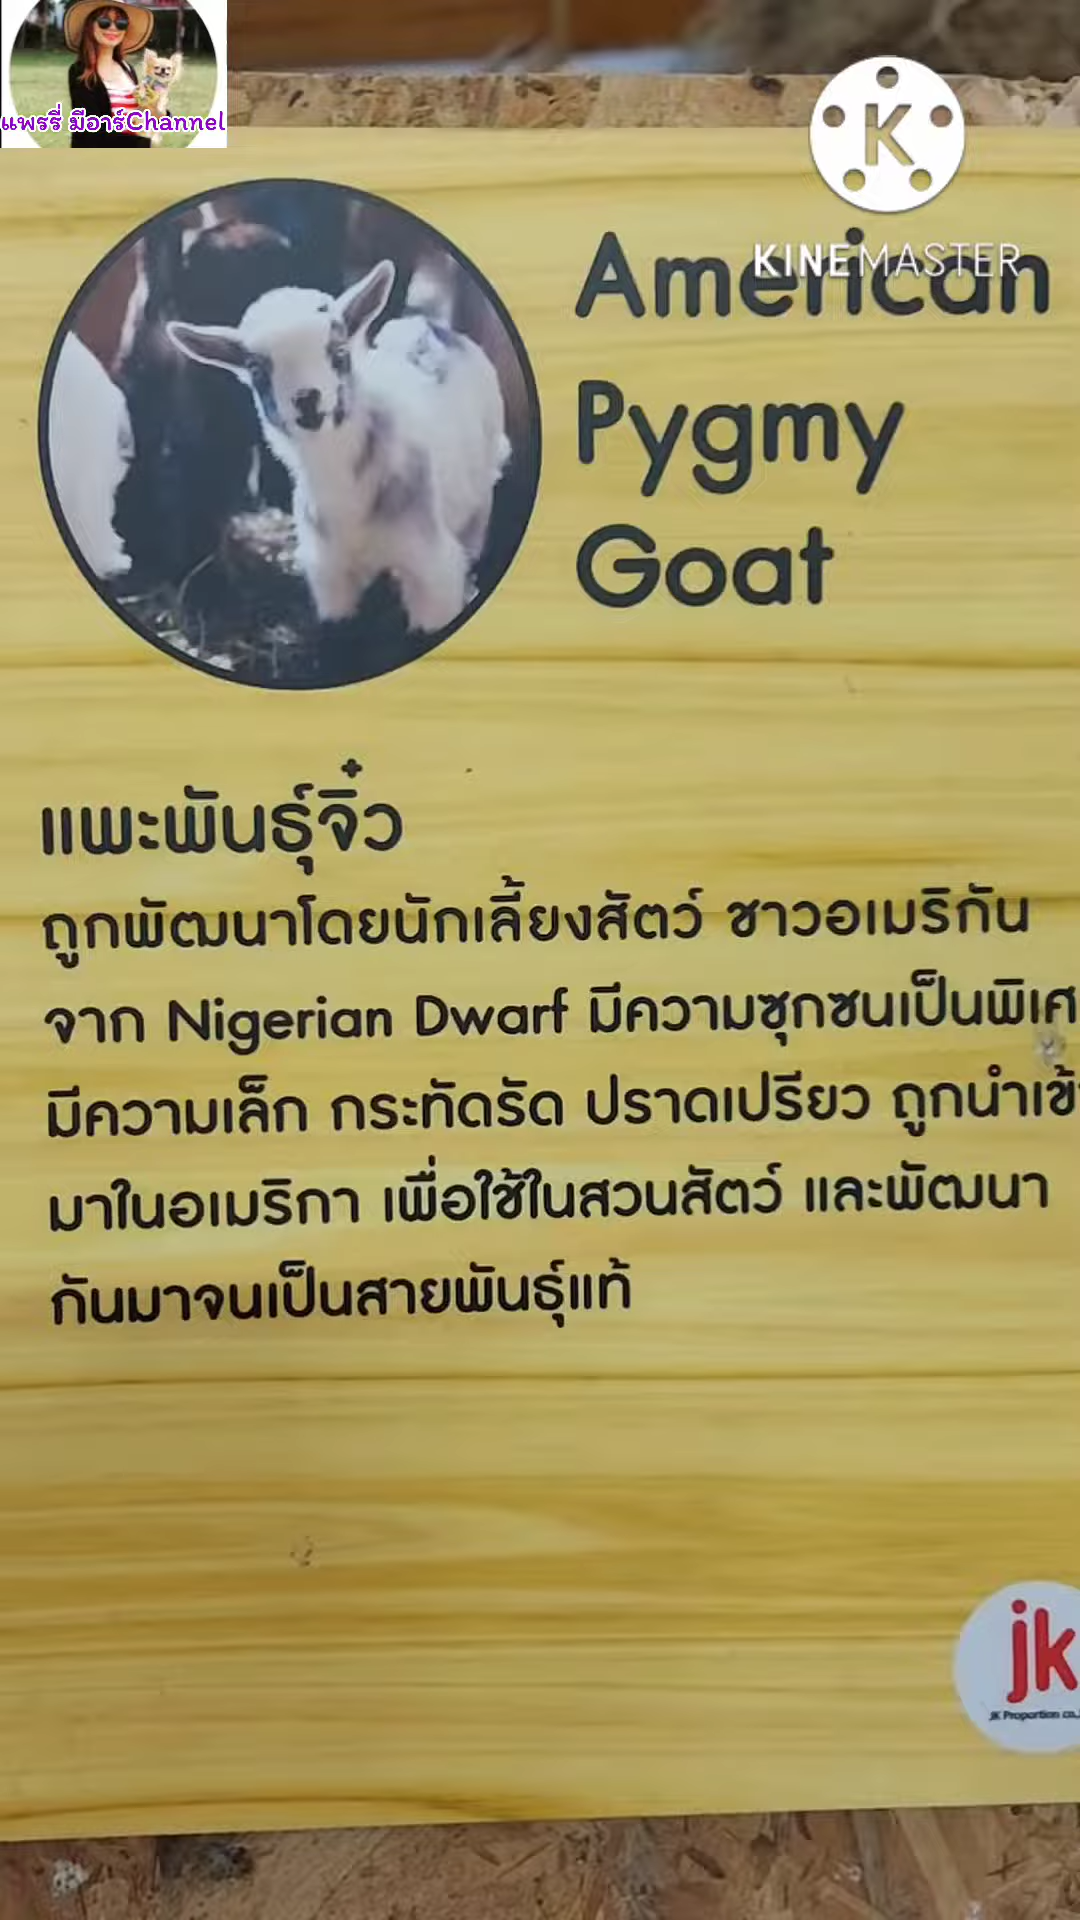 แพรรี่ มีอาร์Channel
KINEMASTER
American
Pygmy
Goat
แพะพันธุ์จิ๋ว
ถูกพัฒนาโดยนักเลี้ยงสัตว์ ชาวอเมริกัน
จาก Nigerian Dwarf มีความซุกซนเป็นพิเศ
มีความเล็ก กระทัดรัด ปราดเปรียว ถูกนำเข้
มาในอเมริกา เพื่อใช้ในสวนสัตว์ และพัฒนา
กันมาจนเป็นสายพันธุ์แท้
jk
JK Proportion co.,